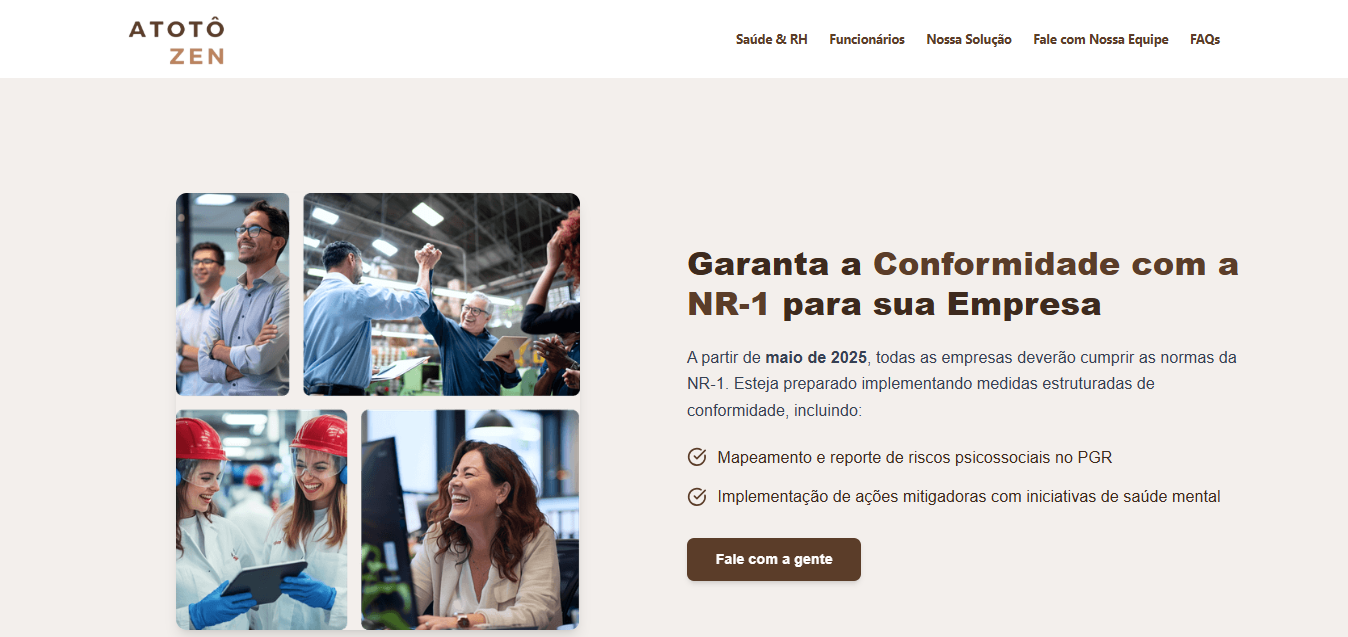 ATOTÔ
ZEN
Saúde & RH
Funcionários
Nossa Solução
Fale com Nossa Equipe
FAQs
Garanta a Conformidade com a
NR-1 para sua Empresa
A partir de maio de 2025, todas as empresas deverão cumprir as normas da
NR-1. Esteja preparado implementando medidas estruturadas de
conformidade, incluindo:
Mapeamento e reporte de riscos psicossociais no PGR
Implementação de ações mitigadoras com iniciativas de saúde mental
Fale com a gente